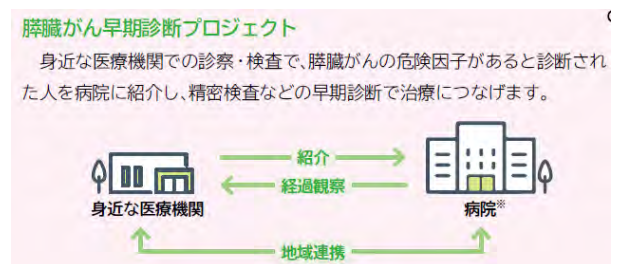 膵臓がん早期診断プロジェクト
　身近な医療機関での診察・検査で、膵臓がんの危険因子があると診断され
た人を病院に紹介し、精密検査などの早期診断で治療につなげます。
紹介
経過観察
身近な医療機関
病院※
地域連携